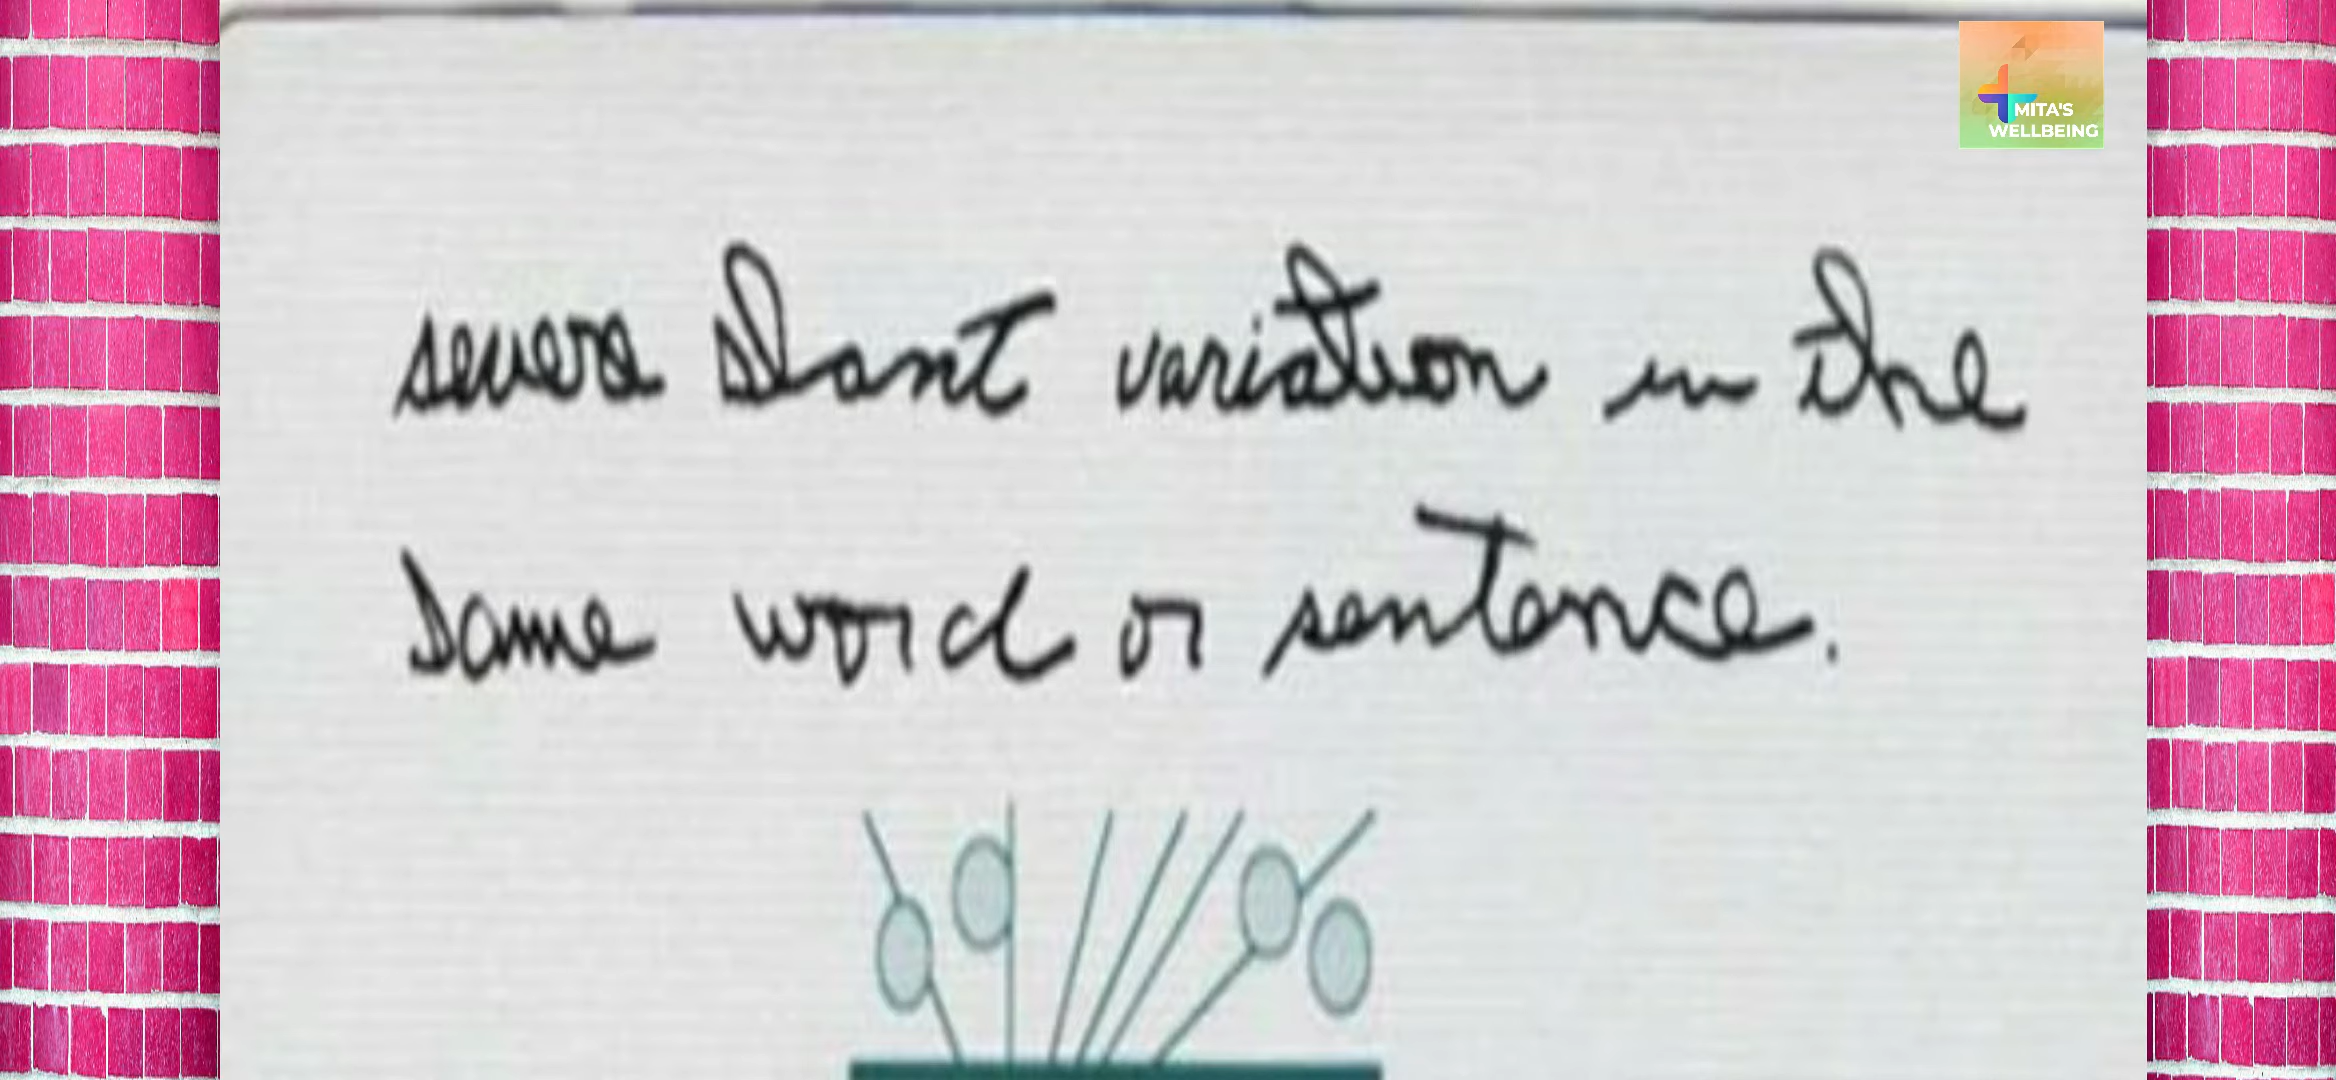 MITA'S
WELLBEING
severe slant variation in the
same word or sentence.